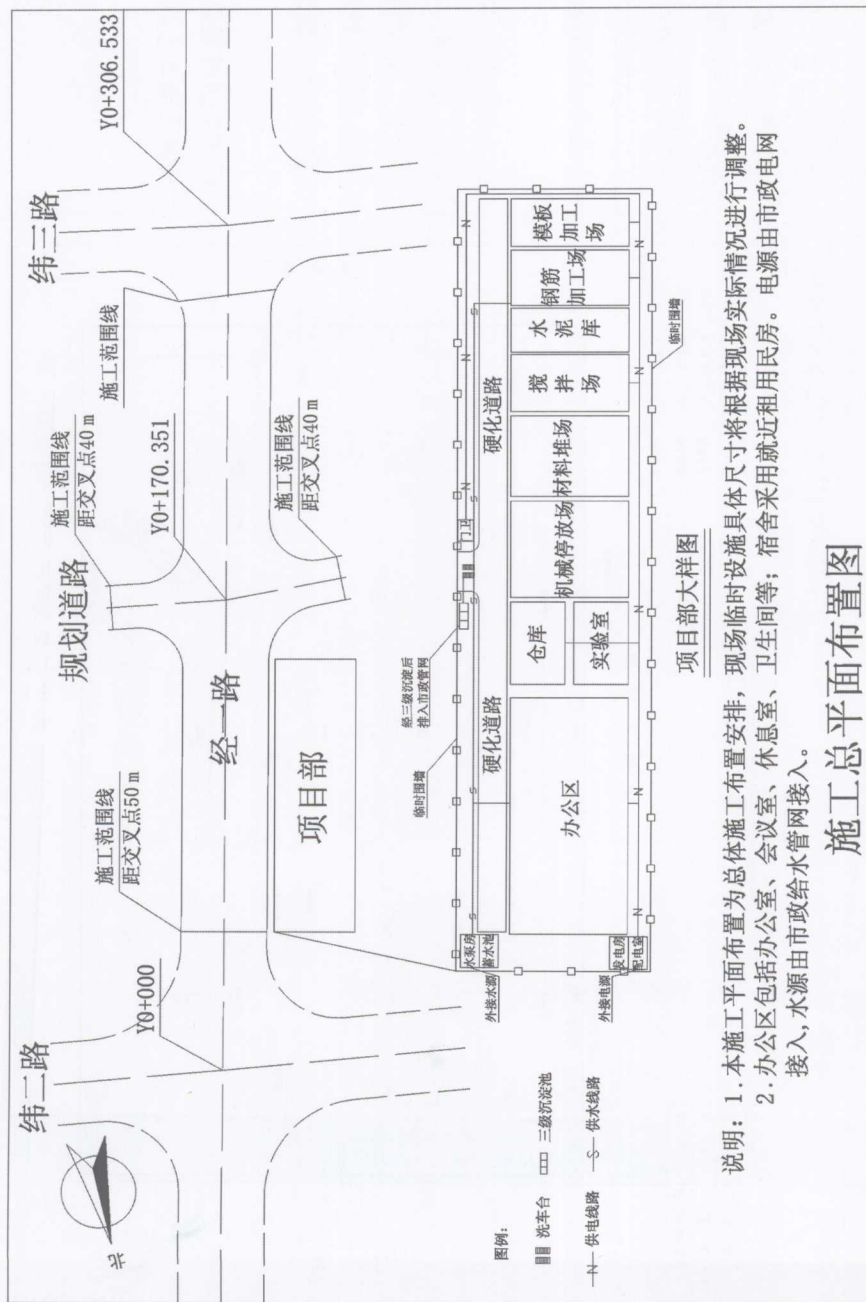 纬二路
规划道路
纬三路
Y0+000
施工范围线
距交叉点50m
施工范围线
距交叉点40m
Y0+170.351
施工范围线
Y0+306.533
经一路
施工范围线
距交叉点40m
项目部
北
临时围墙
经三级沉淀后
排入市政管网
水泵房
蓄水池
硬化道路
门卫
硬化道路
外接水源
外接电源
发电房
配电室
办公区
仓库
实验室
机械停放场
材料堆场
搅拌场
水泥库
钢筋
加工场
模板
加工场
临时围墙
S
S
S
S
S
N
N
N
N
N
N
N
N
图例：
洗车台
三级沉淀池
N 供电线路
S 供水线路
项目部大样图
说明：1.本施工平面布置为总体施工布置安排，现场临时设施具体尺寸将根据现场实际情况进行调整。
2.办公区包括办公室、会议室、休息室、卫生间等；宿舍采用就近租用民房。电源由市政电网
接入,水源由市政给水管网接入。
施工总平面布置图